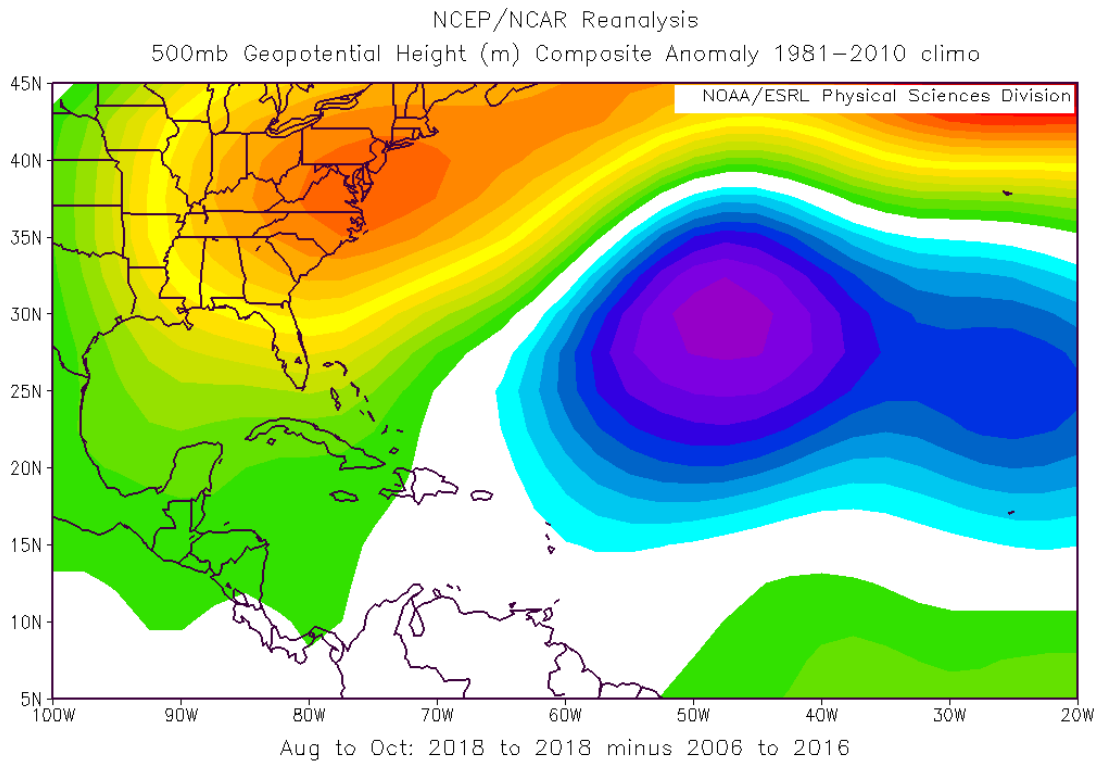 NCEP/NCAR Reanalysis
500mb Geopotential Height (m) Composite Anomaly 1981-2010 climo
NOAA/ESRL Physical Sciences Division
45N
40N
35N
30N
25N
20N
15N
10N
5N
100W 90W 80W 70W 60W 50W 40W 30W 20W
Aug to Oct: 2018 to 2018 minus 2006 to 2016